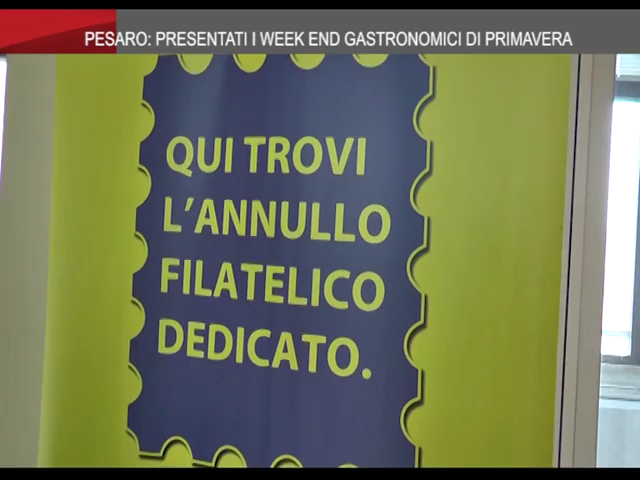 PESARO: PRESENTATI I WEEK END GASTRONOMICI DI PRIMAVERA
QUI TROVI
L'ANNULLO
FILATELICO
DEDICATO.